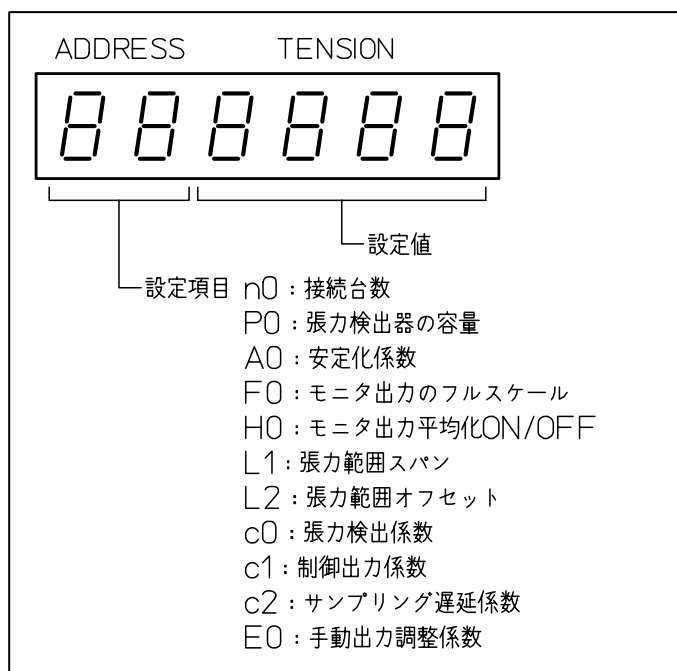 ADDRESS TENSION
88 8888
設定値
設定項目 n0：接続台数
P0：張力検出器の容量
A0：安定化係数
F0：モニタ出力のフルスケール
H0：モニタ出力平均化ON/OFF
L1：張力範囲スパン
L2：張力範囲オフセット
c0：張力検出係数
c1：制御出力係数
c2：サンプリング遅延係数
E0：手動出力調整係数